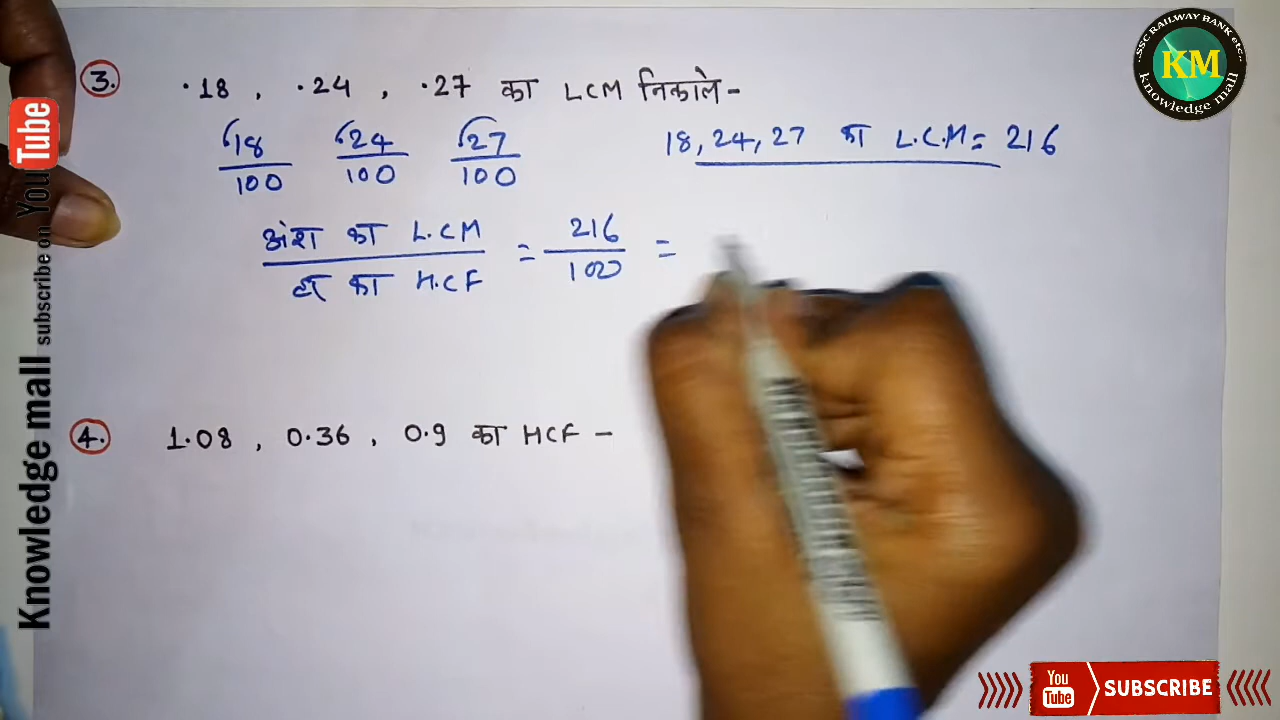 3. .18 , .24 , .27 का LCM निकाले-
18/100 24/100 27/100
18, 24, 27 का L.C.M = 216
अंश का L.C.M / हर का H.C.F = 216/100 =
4. 1.08 , 0.36 , 0.9 का HCF -
SSC RAILWAY BANK etc.
KM
knowledge mall
Knowledge mall subscribe on YouTube
You Tube SUBSCRIBE